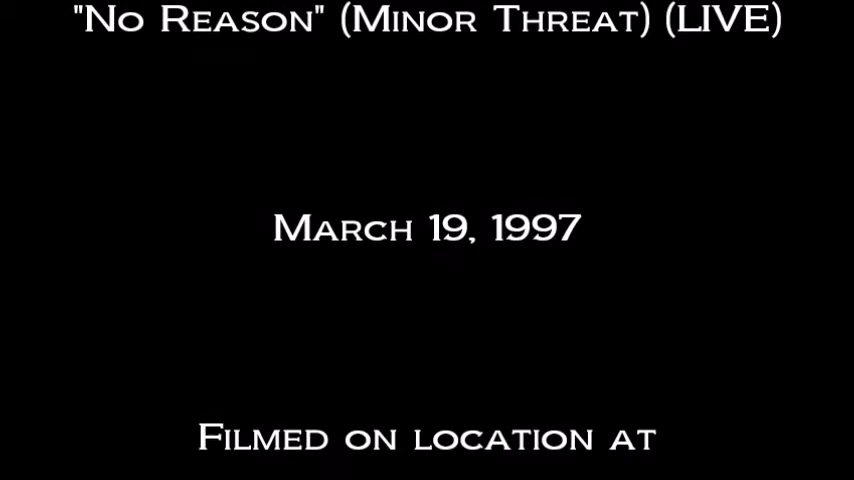 "No Reason" (Minor Threat) (LIVE)
March 19, 1997
Filmed on location at